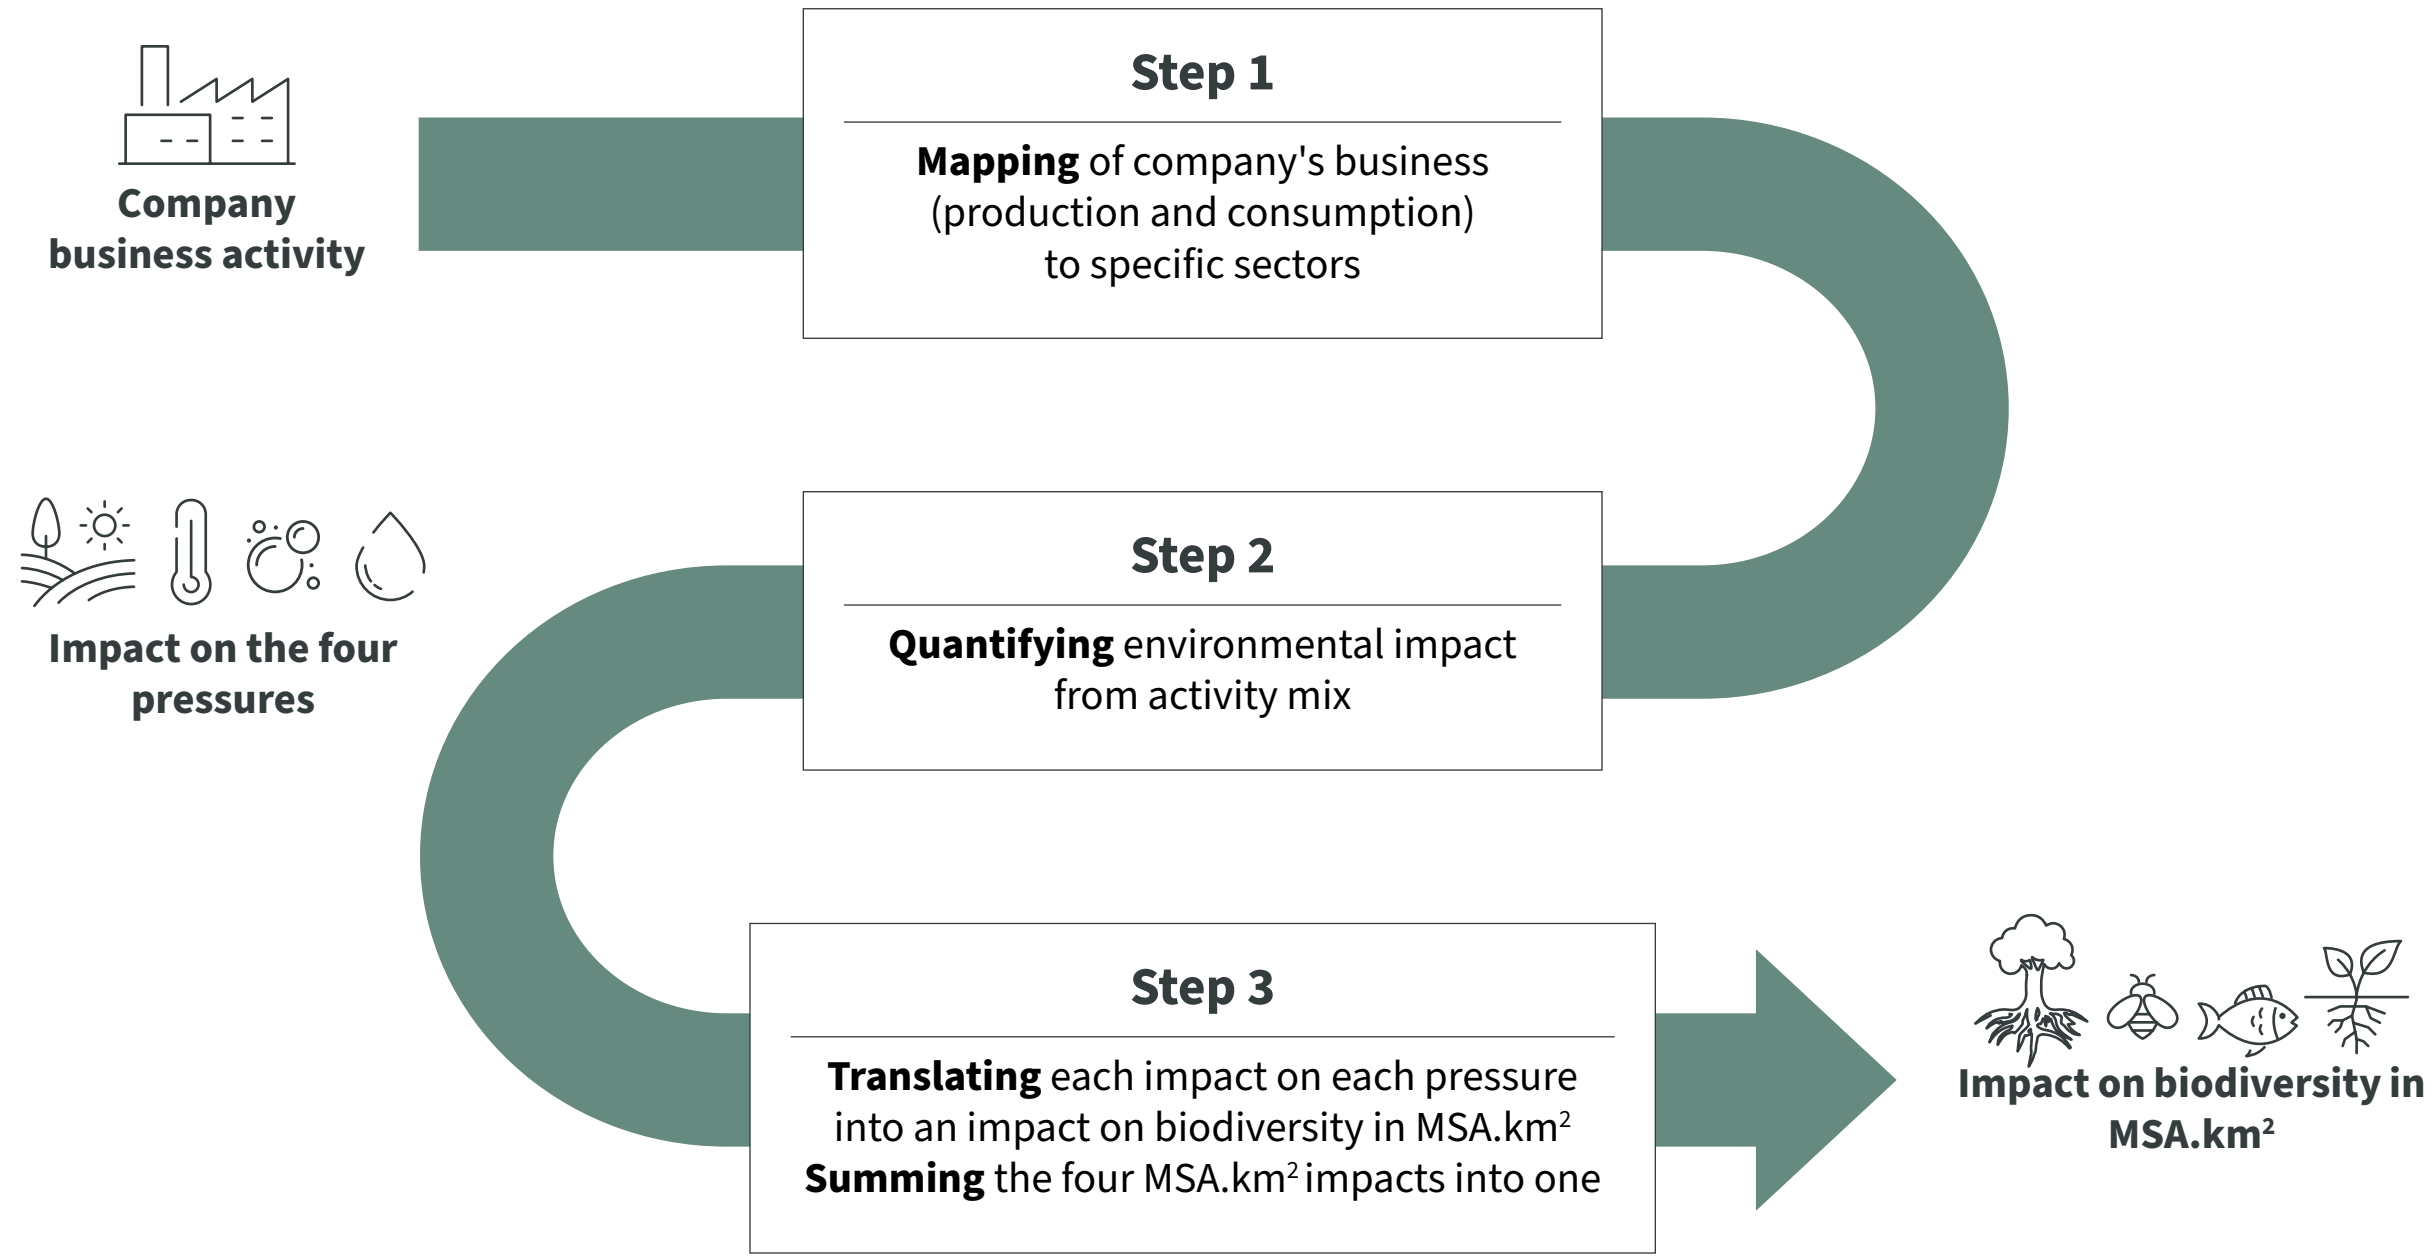 Company
business activity
Step 1
Mapping of company's business
(production and consumption)
to specific sectors
Impact on the four
pressures
Step 2
Quantifying environmental impact
from activity mix
Step 3
Translating each impact on each pressure
into an impact on biodiversity in MSA.km²
Summing the four MSA.km² impacts into one
Impact on biodiversity in
MSA.km²